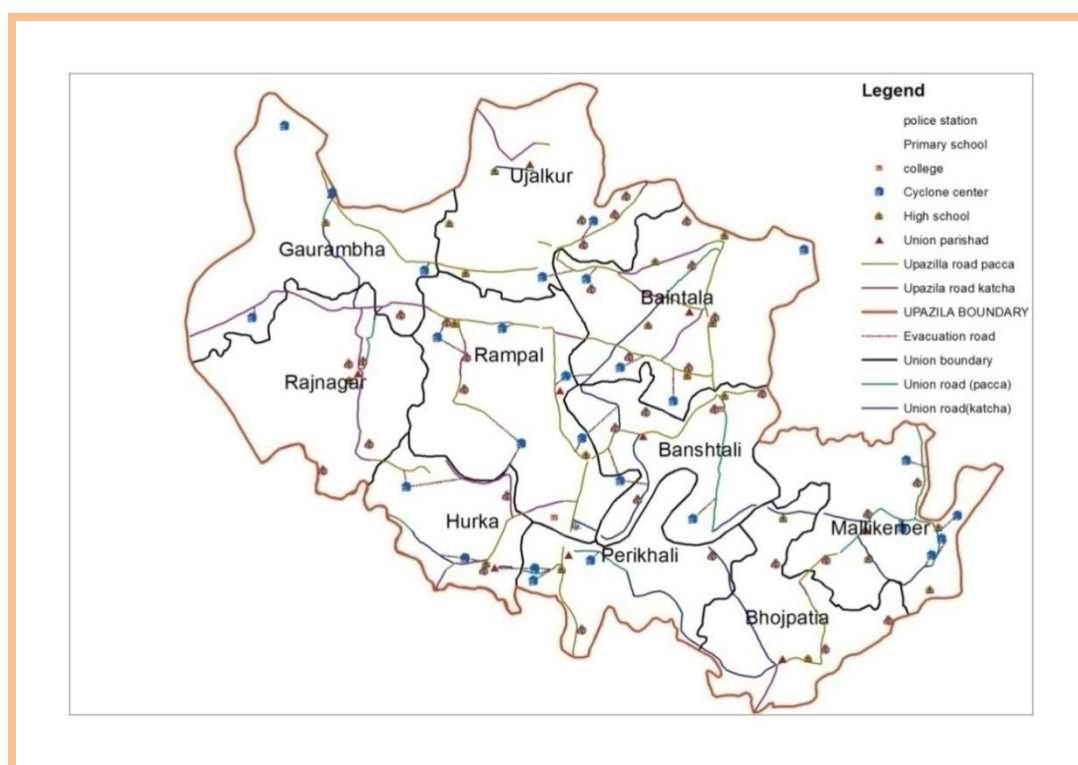 Legend
police station
Primary school
college
Cyclone center
High school
Union parishad
Upazilla road pacca
Upazila road katcha
UPAZILA BOUNDARY
Evacuation road
Union boundary
Union road (pacca)
Union road(katcha)
Ujalkur
Gaurambha
Baintala
Rampal
Rajnagar
Banshtali
Hurka
Mallikerber
Perikhali
Bhojpatia